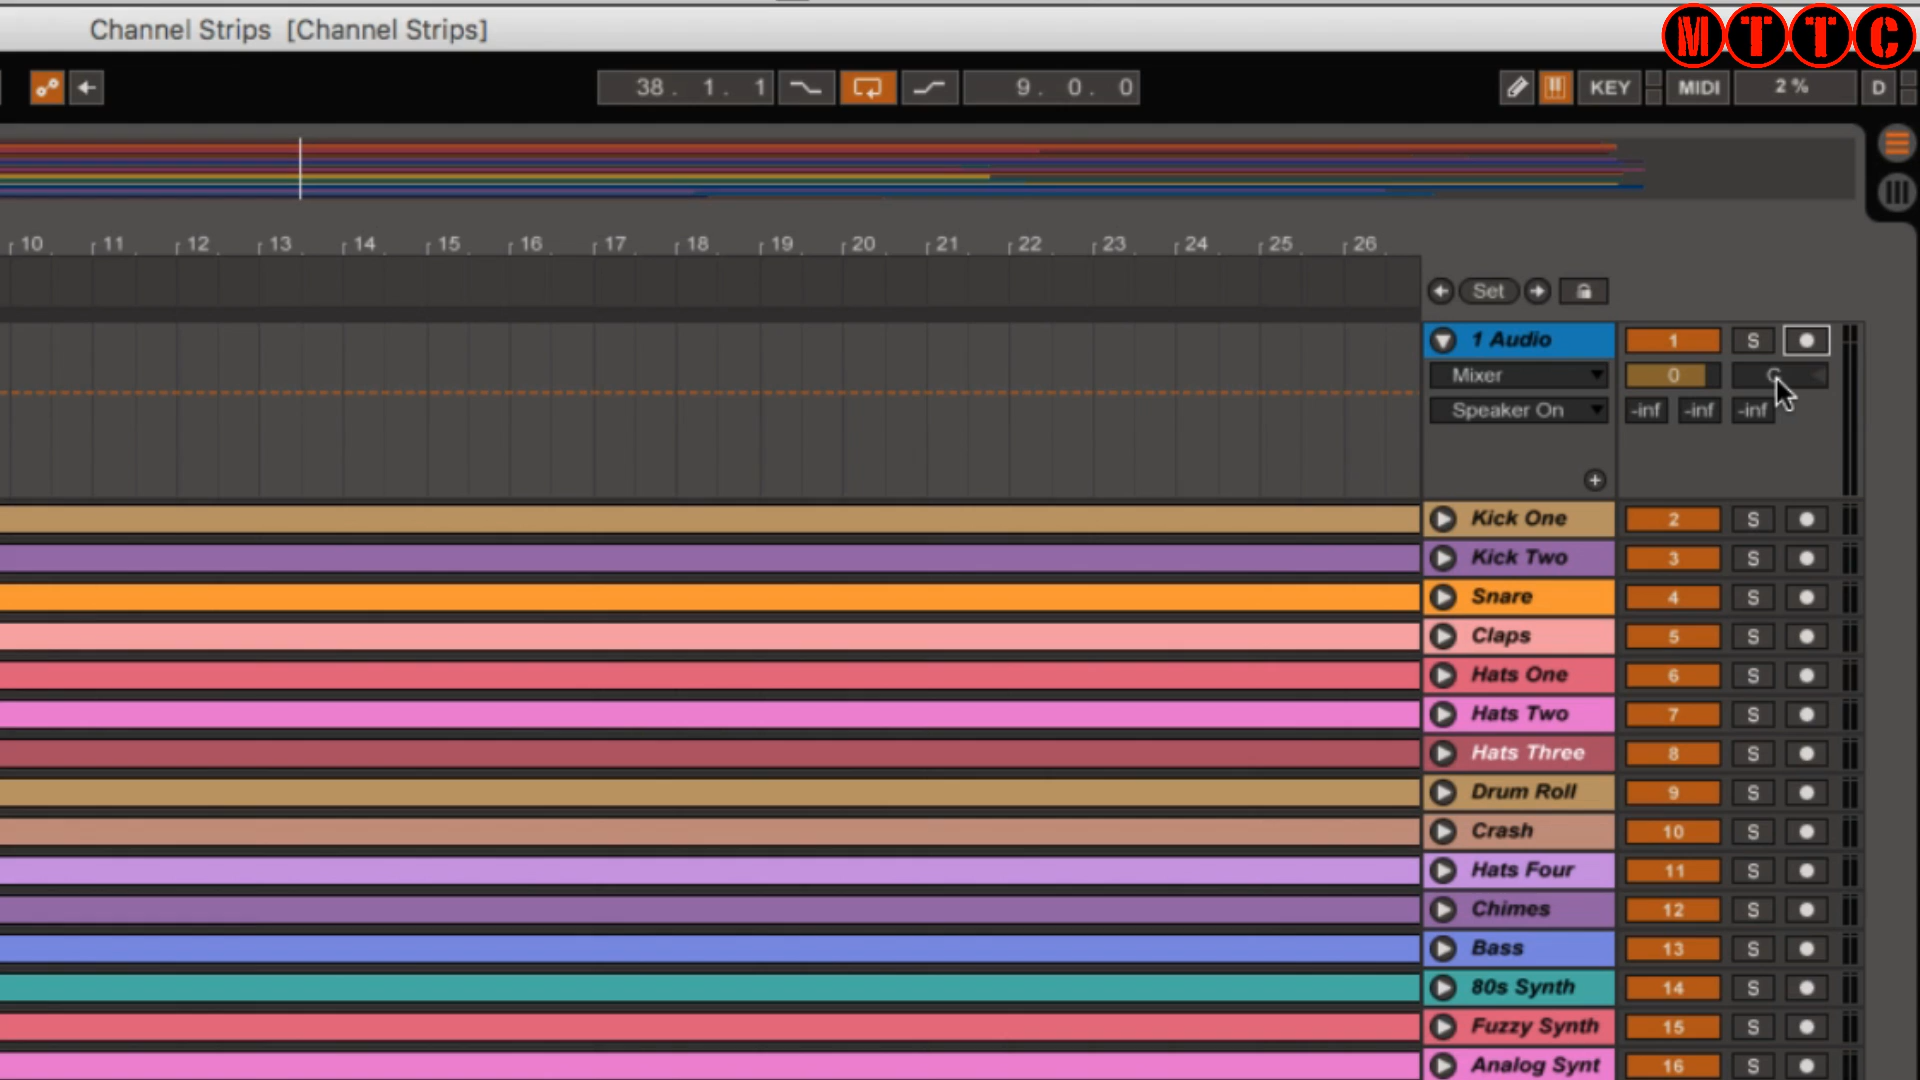 Channel Strips [Channel Strips]
MTTC
38. 1. 1
9. 0. 0
KEY
MIDI
2 %
D
10 11 12 13 14 15 16 17 18 19 20 21 22 23 24 25 26
Set
1 Audio 1 S
Mixer 0 C
Speaker On -inf -inf -inf
Kick One 2 S
Kick Two 3 S
Snare 4 S
Claps 5 S
Hats One 6 S
Hats Two 7 S
Hats Three 8 S
Drum Roll 9 S
Crash 10 S
Hats Four 11 S
Chimes 12 S
Bass 13 S
80s Synth 14 S
Fuzzy Synth 15 S
Analog Synt 16 S